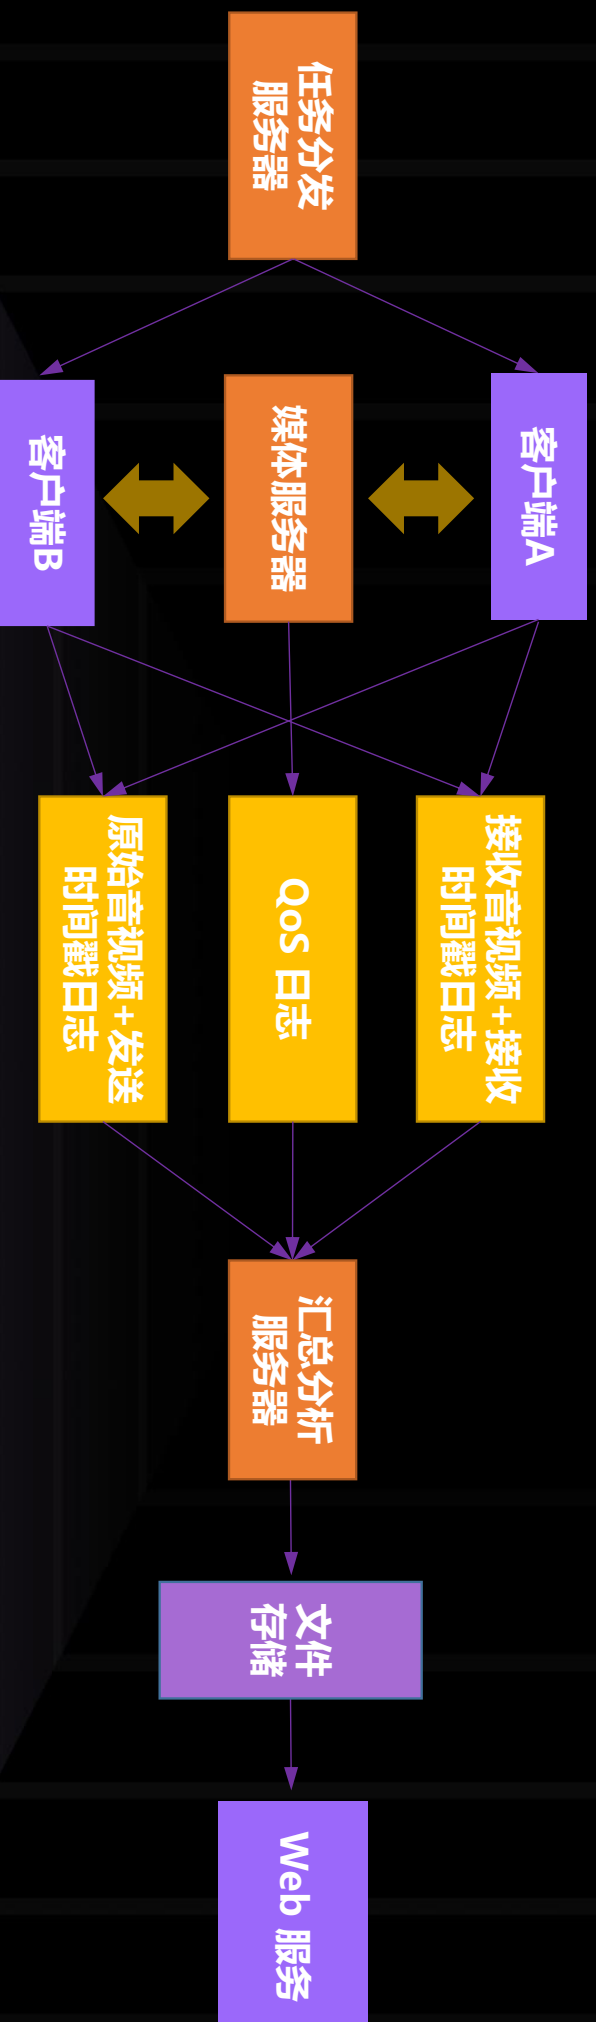 任务分发
服务器
客户端A
媒体服务器
客户端B
接收音视频+接收
时间戳日志
QoS 日志
原始音视频+发送
时间戳日志
汇总分析
服务器
文件
存储
Web 服务